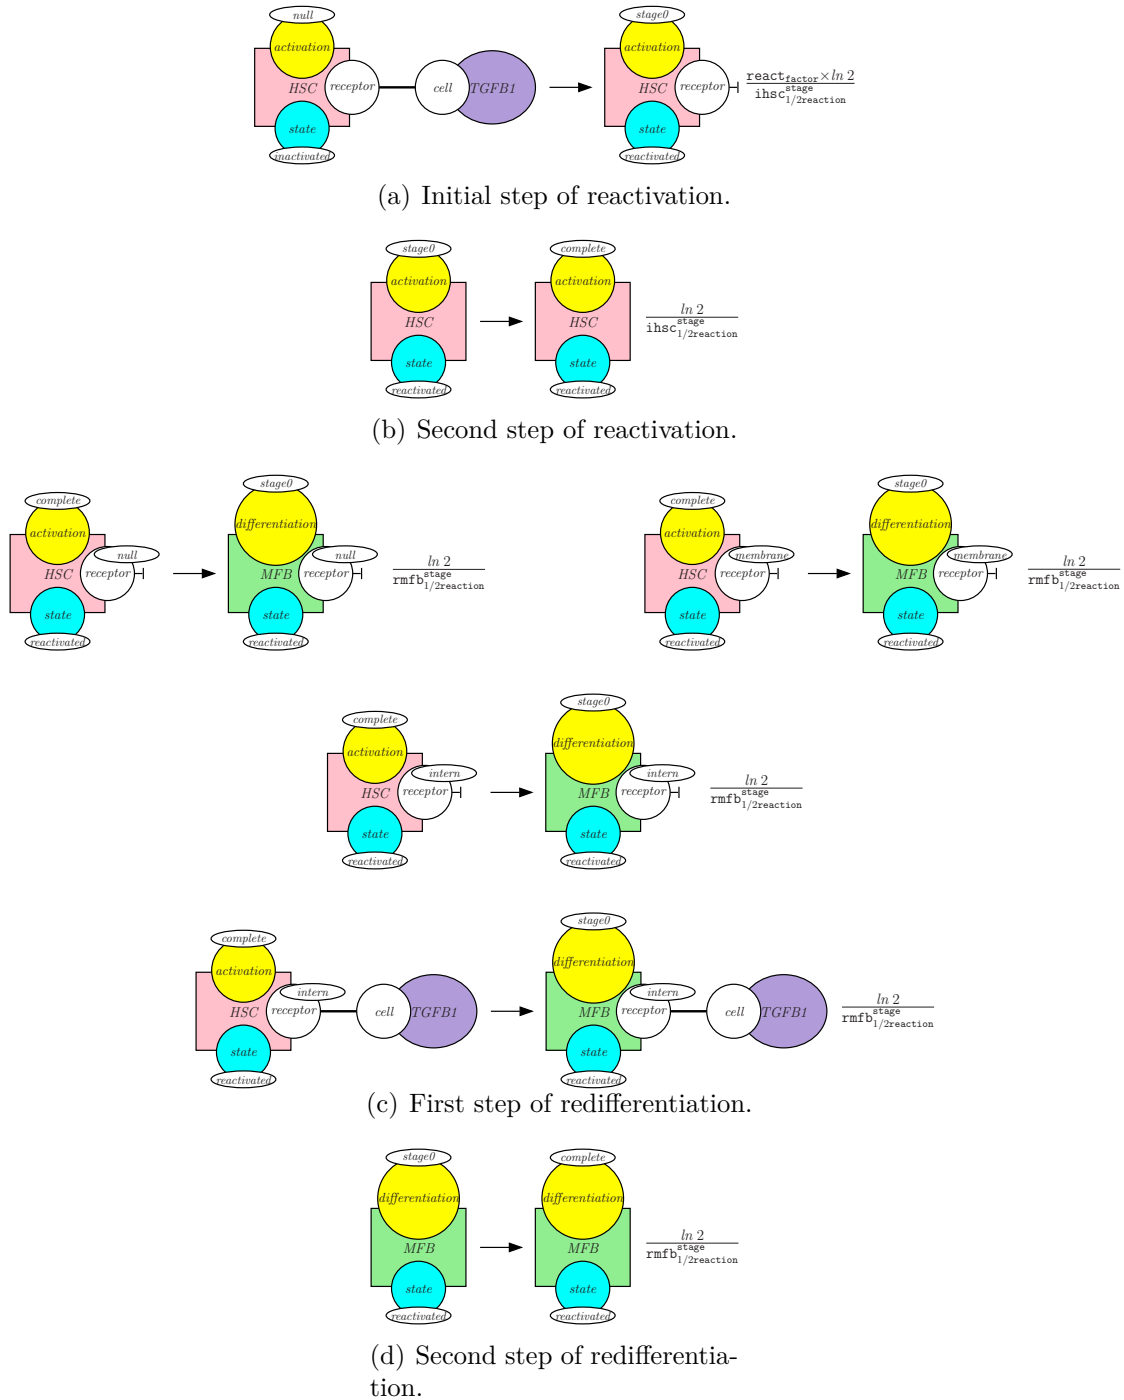 null stage0
activation activation
HSC receptor cell TGFB1 HSC receptor react_factor × ln 2 / ihsc^stage_1/2reaction
state state
inactivated reactivated
(a) Initial step of reactivation.
stage0 complete
activation activation
HSC HSC ln 2 / ihsc^stage_1/2reaction
state state
reactivated reactivated
(b) Second step of reactivation.
complete stage0 complete stage0
activation differentiation activation differentiation
null null membrane membrane
HSC receptor MFB receptor ln 2 / rmfb^stage_1/2reaction HSC receptor MFB receptor ln 2 / rmfb^stage_1/2reaction
state state state state
reactivated reactivated reactivated reactivated
complete stage0
activation differentiation
intern intern
HSC receptor MFB receptor ln 2 / rmfb^stage_1/2reaction
state state
reactivated reactivated
complete stage0
activation differentiation
intern intern
HSC receptor cell TGFB1 MFB receptor cell TGFB1 ln 2 / rmfb^stage_1/2reaction
state state
reactivated reactivated
(c) First step of redifferentiation.
stage0 complete
differentiation differentiation
MFB MFB ln 2 / rmfb^stage_1/2reaction
state state
reactivated reactivated
(d) Second step of redifferentia-
tion.